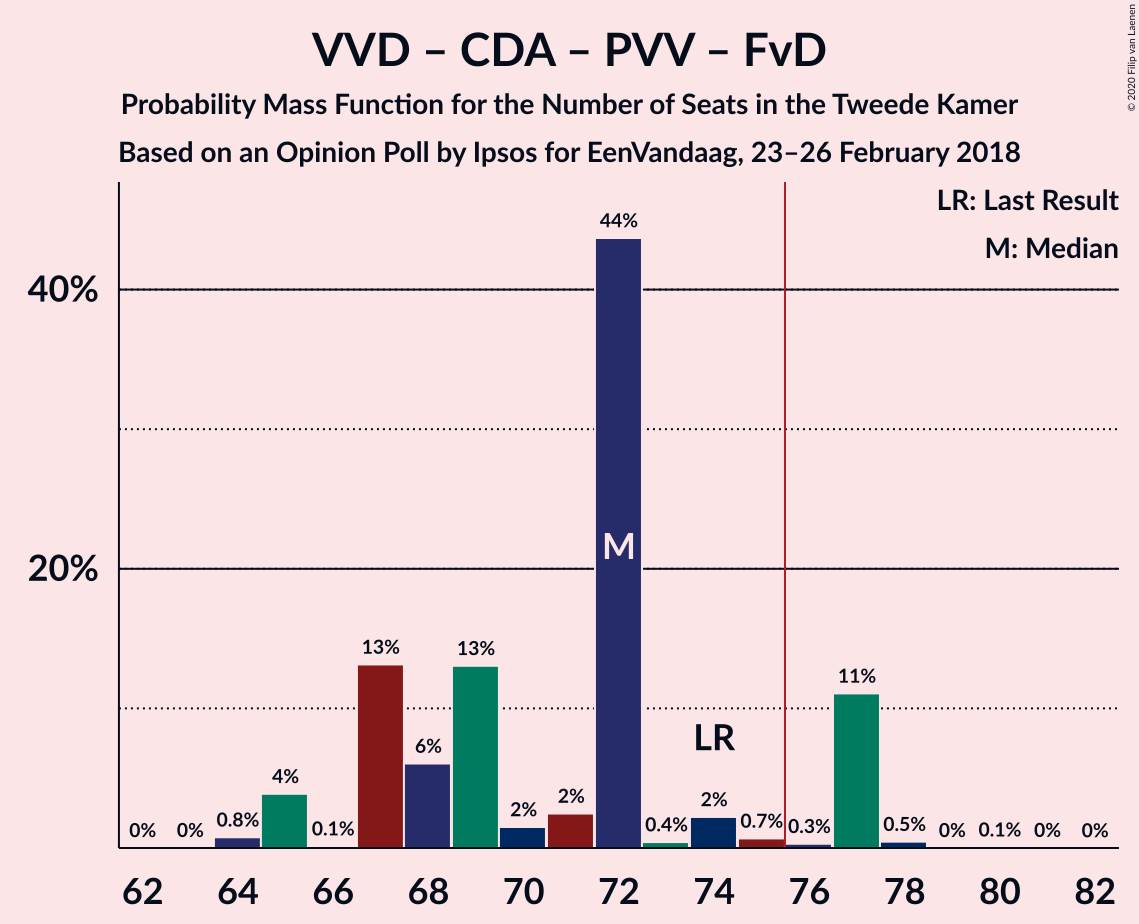 VVD – CDA – PVV – FvD
Probability Mass Function for the Number of Seats in the Tweede Kamer
Based on an Opinion Poll by Ipsos for EenVandaag, 23–26 February 2018
© 2020 Filip van Laenen
LR: Last Result
M: Median
40%
20%
0%
0%
0.8%
4%
0.1%
13%
6%
13%
2%
2%
44%
0.4%
2%
0.7%
0.3%
11%
0.5%
0%
0.1%
0%
0%
M
LR
62 64 66 68 70 72 74 76 78 80 82